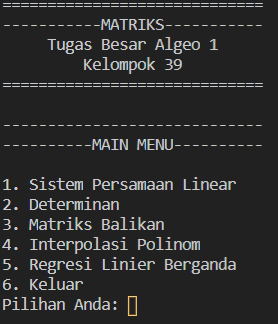 =============================
-----------MATRIKS-----------
Tugas Besar Algeo 1
Kelompok 39
=============================
-----------------------------
----------MAIN MENU----------
1. Sistem Persamaan Linear
2. Determinan
3. Matriks Balikan
4. Interpolasi Polinom
5. Regresi Linier Berganda
6. Keluar
Pilihan Anda: